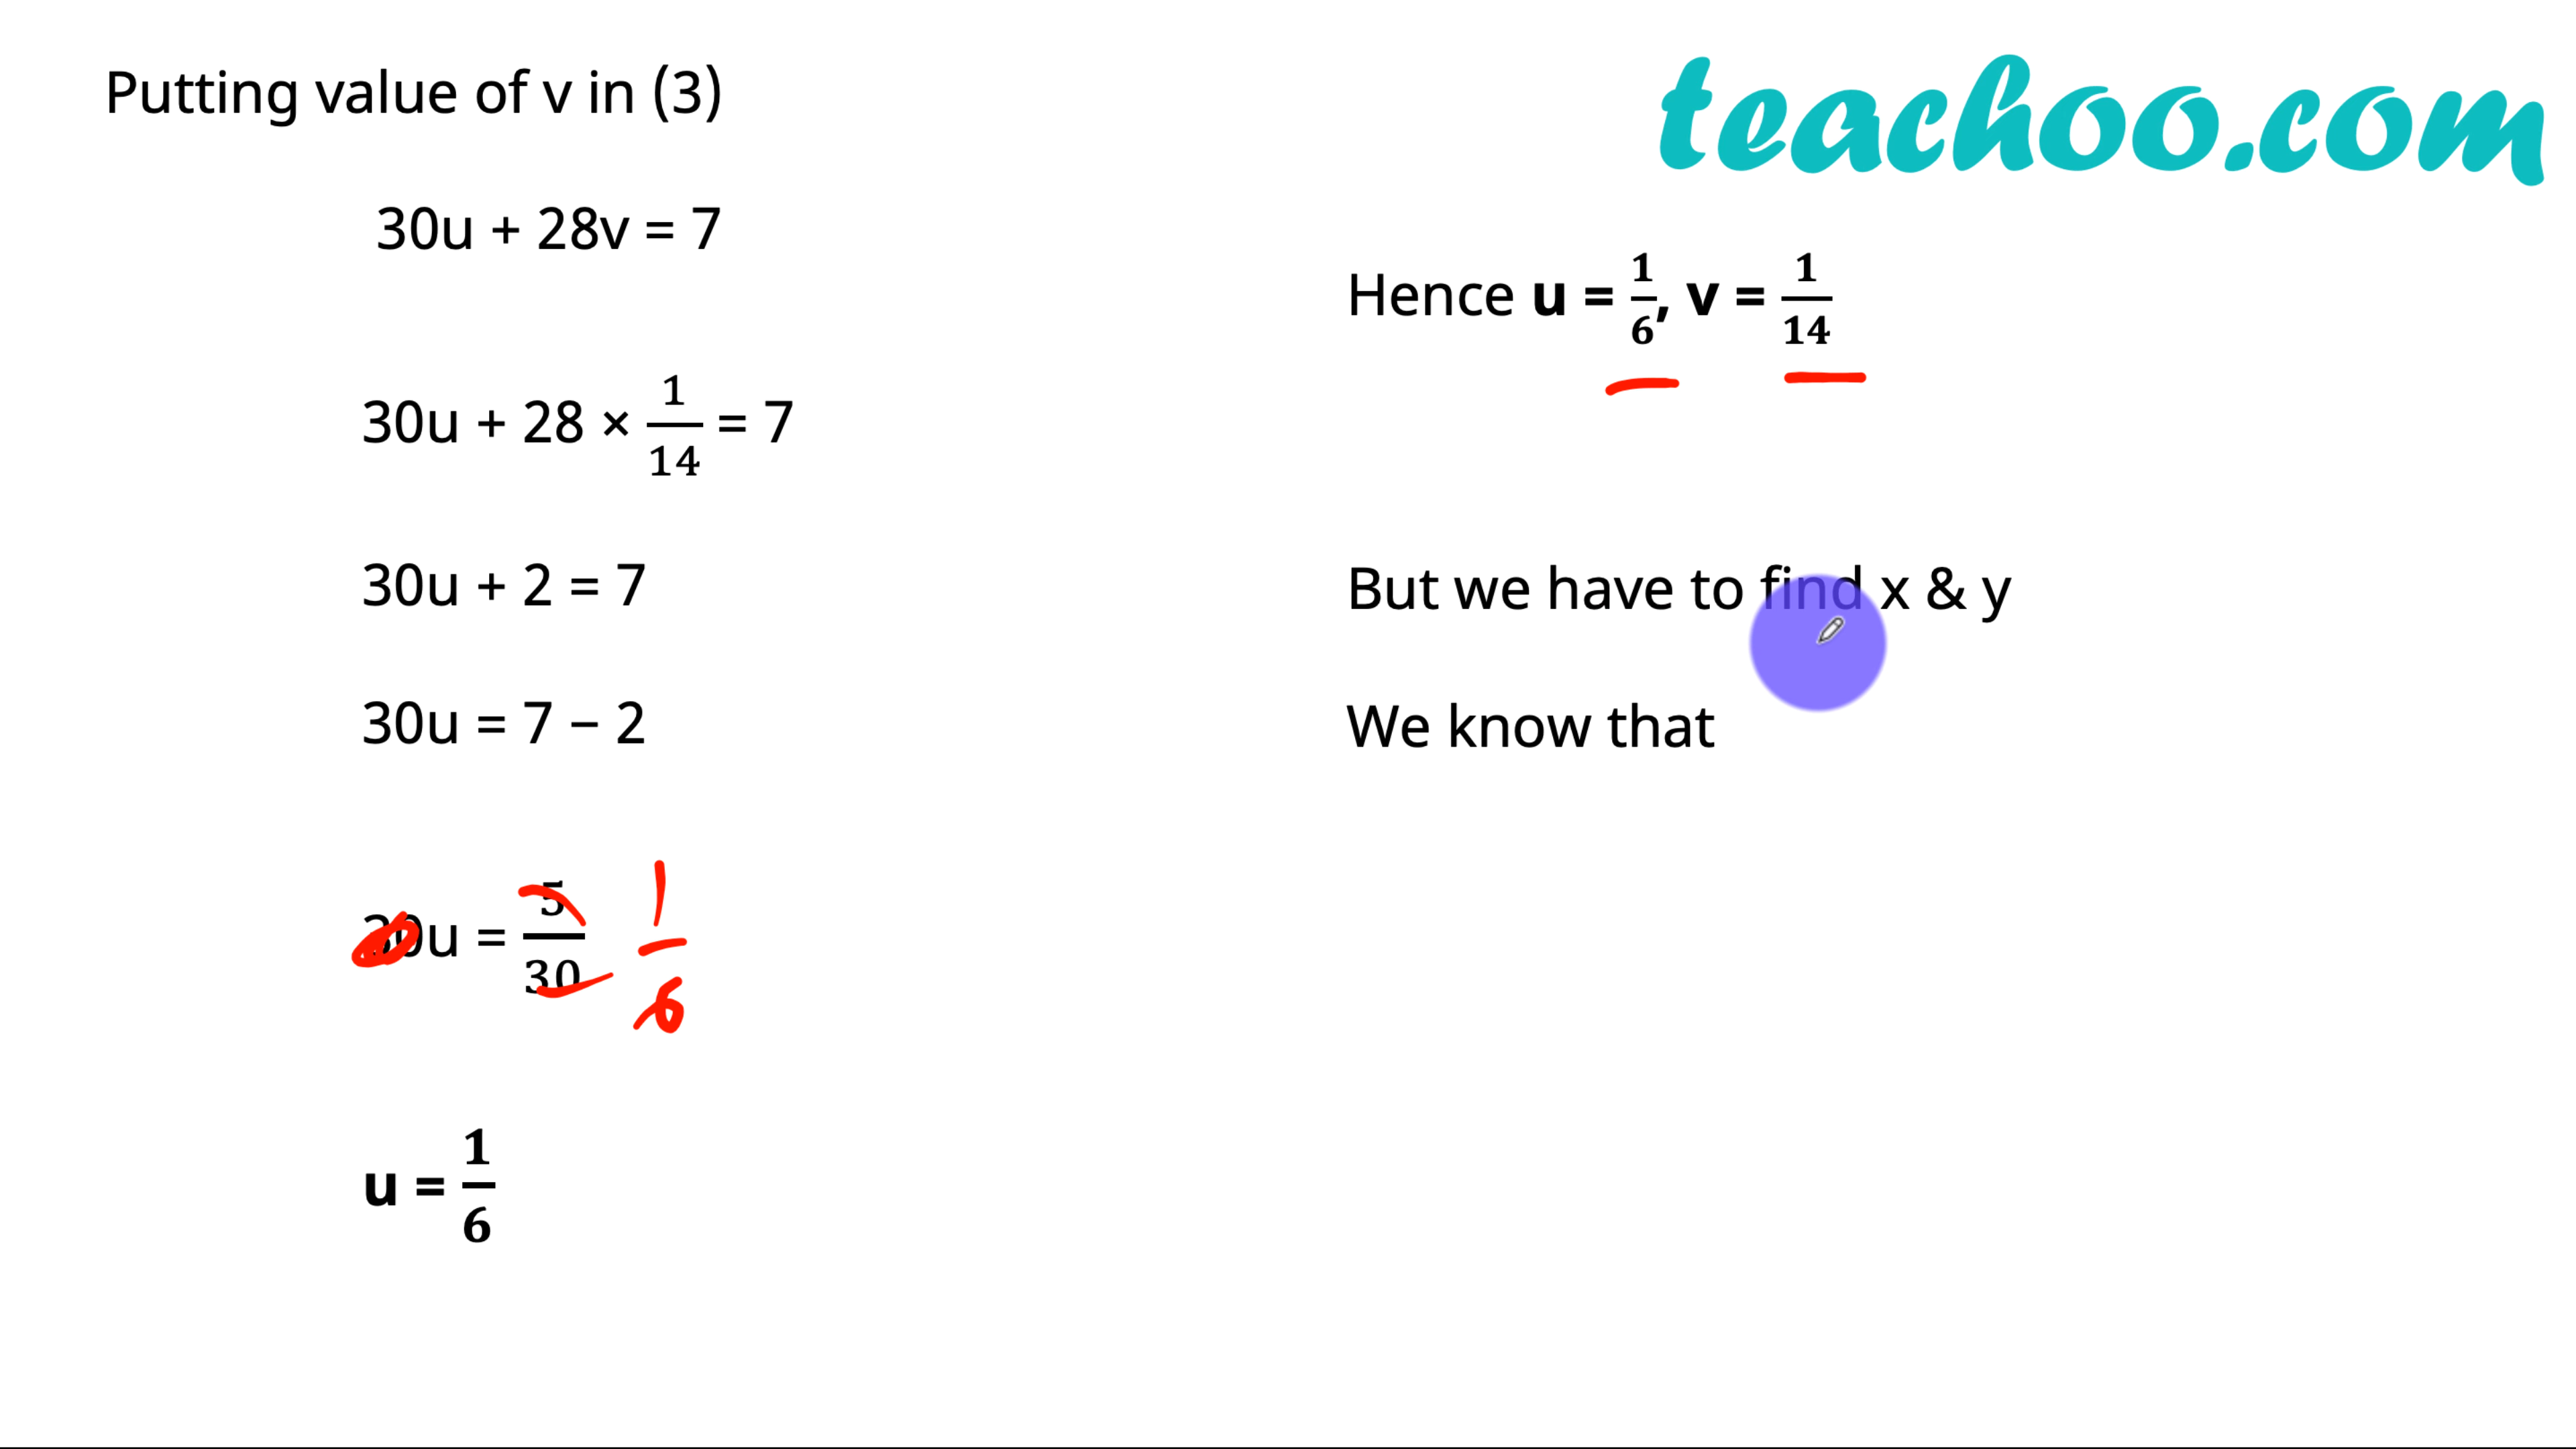 Putting value of v in (3)
30u + 28v = 7
30u + 28 × 1/14 = 7
30u + 2 = 7
30u = 7 − 2
30u = 5/30 1/6
u = 1/6
teachoo.com
Hence u = 1/6, v = 1/14
But we have to find x & y
We know that